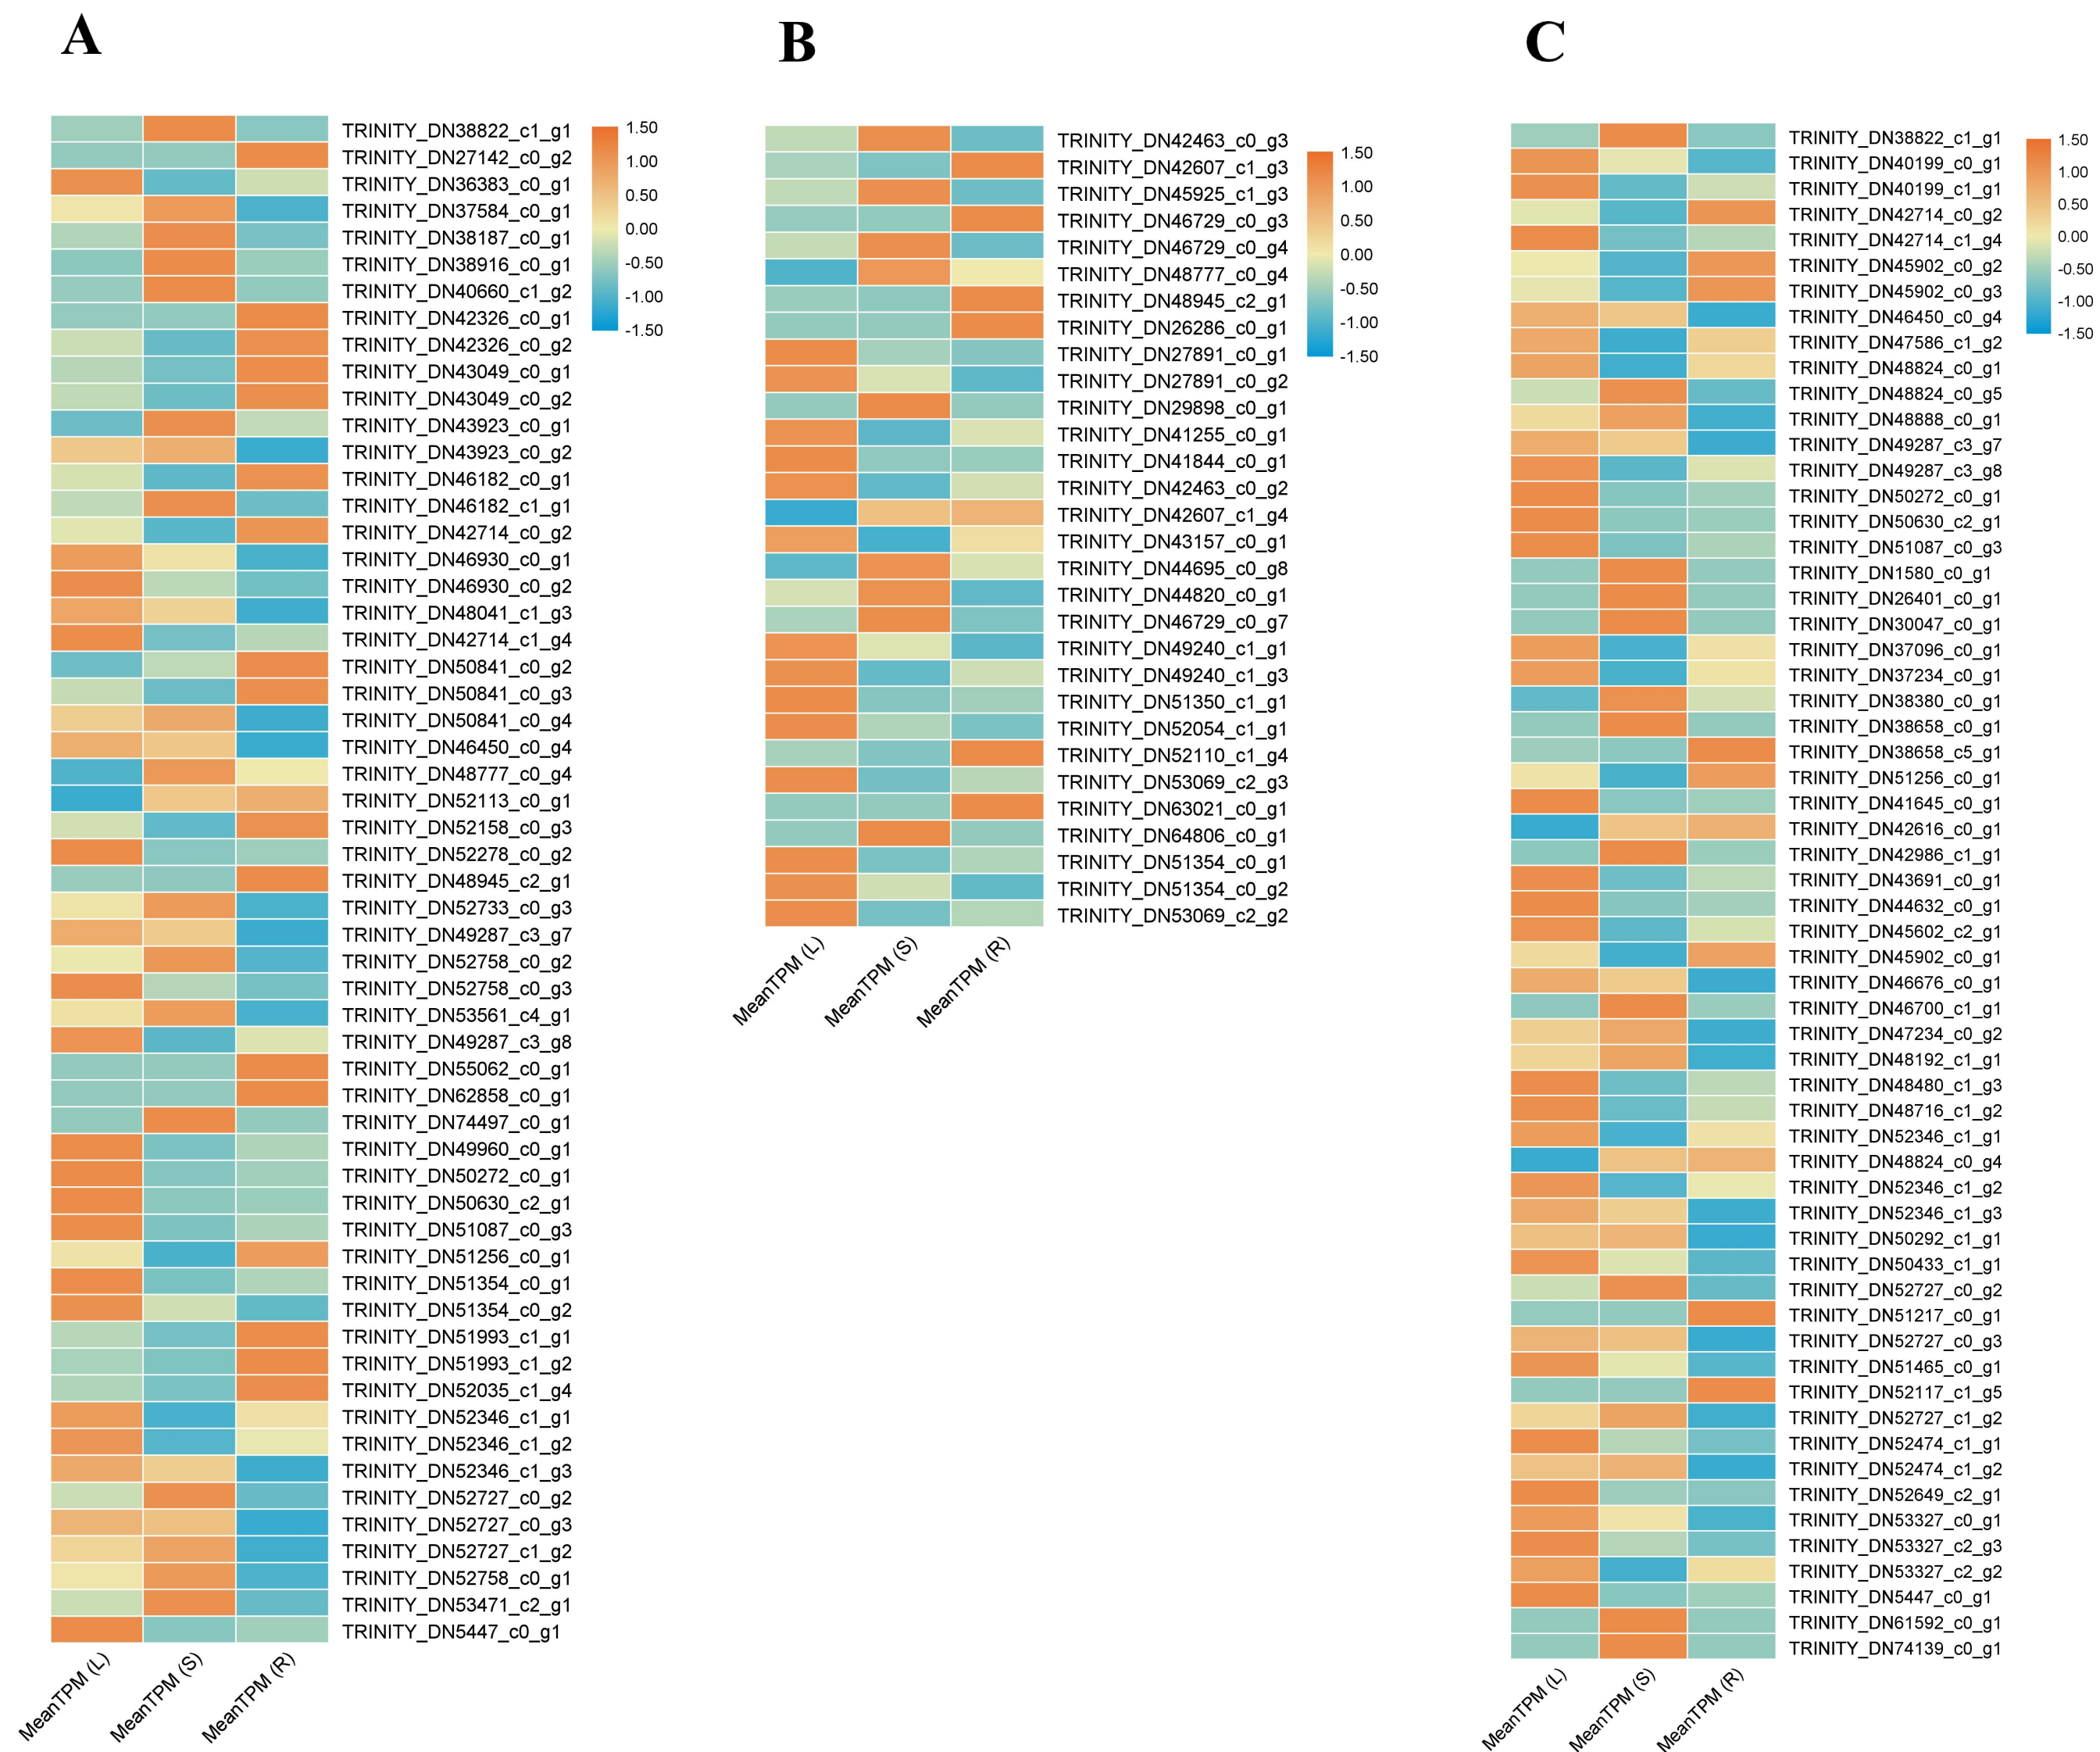 A
TRINITY_DN38822_c1_g1
TRINITY_DN27142_c0_g2
TRINITY_DN36383_c0_g1
TRINITY_DN37584_c0_g1
TRINITY_DN38187_c0_g1
TRINITY_DN38916_c0_g1
TRINITY_DN40660_c1_g2
TRINITY_DN42326_c0_g1
TRINITY_DN42326_c0_g2
TRINITY_DN43049_c0_g1
TRINITY_DN43049_c0_g2
TRINITY_DN43923_c0_g1
TRINITY_DN43923_c0_g2
TRINITY_DN46182_c0_g1
TRINITY_DN46182_c1_g1
TRINITY_DN42714_c0_g2
TRINITY_DN46930_c0_g1
TRINITY_DN46930_c0_g2
TRINITY_DN48041_c1_g3
TRINITY_DN42714_c1_g4
TRINITY_DN50841_c0_g2
TRINITY_DN50841_c0_g3
TRINITY_DN50841_c0_g4
TRINITY_DN46450_c0_g4
TRINITY_DN48777_c0_g4
TRINITY_DN52113_c0_g1
TRINITY_DN52158_c0_g3
TRINITY_DN52278_c0_g2
TRINITY_DN48945_c2_g1
TRINITY_DN52733_c0_g3
TRINITY_DN49287_c3_g7
TRINITY_DN52758_c0_g2
TRINITY_DN52758_c0_g3
TRINITY_DN53561_c4_g1
TRINITY_DN49287_c3_g8
TRINITY_DN55062_c0_g1
TRINITY_DN62858_c0_g1
TRINITY_DN74497_c0_g1
TRINITY_DN49960_c0_g1
TRINITY_DN50272_c0_g1
TRINITY_DN50630_c2_g1
TRINITY_DN51087_c0_g3
TRINITY_DN51256_c0_g1
TRINITY_DN51354_c0_g1
TRINITY_DN51354_c0_g2
TRINITY_DN51993_c1_g1
TRINITY_DN51993_c1_g2
TRINITY_DN52035_c1_g4
TRINITY_DN52346_c1_g1
TRINITY_DN52346_c1_g2
TRINITY_DN52346_c1_g3
TRINITY_DN52727_c0_g2
TRINITY_DN52727_c0_g3
TRINITY_DN52727_c1_g2
TRINITY_DN52758_c0_g1
TRINITY_DN53471_c2_g1
TRINITY_DN5447_c0_g1
MeanTPM (L)
MeanTPM (S)
MeanTPM (R)
1.50
1.00
0.50
0.00
-0.50
-1.00
-1.50
B
TRINITY_DN42463_c0_g3
TRINITY_DN42607_c1_g3
TRINITY_DN45925_c1_g3
TRINITY_DN46729_c0_g3
TRINITY_DN46729_c0_g4
TRINITY_DN48777_c0_g4
TRINITY_DN48945_c2_g1
TRINITY_DN26286_c0_g1
TRINITY_DN27891_c0_g1
TRINITY_DN27891_c0_g2
TRINITY_DN29898_c0_g1
TRINITY_DN41255_c0_g1
TRINITY_DN41844_c0_g1
TRINITY_DN42463_c0_g2
TRINITY_DN42607_c1_g4
TRINITY_DN43157_c0_g1
TRINITY_DN44695_c0_g8
TRINITY_DN44820_c0_g1
TRINITY_DN46729_c0_g7
TRINITY_DN49240_c1_g1
TRINITY_DN49240_c1_g3
TRINITY_DN51350_c1_g1
TRINITY_DN52054_c1_g1
TRINITY_DN52110_c1_g4
TRINITY_DN53069_c2_g3
TRINITY_DN63021_c0_g1
TRINITY_DN64806_c0_g1
TRINITY_DN51354_c0_g1
TRINITY_DN51354_c0_g2
TRINITY_DN53069_c2_g2
MeanTPM (L)
MeanTPM (S)
MeanTPM (R)
1.50
1.00
0.50
0.00
-0.50
-1.00
-1.50
C
TRINITY_DN38822_c1_g1
TRINITY_DN40199_c0_g1
TRINITY_DN40199_c1_g1
TRINITY_DN42714_c0_g2
TRINITY_DN42714_c1_g4
TRINITY_DN45902_c0_g2
TRINITY_DN45902_c0_g3
TRINITY_DN46450_c0_g4
TRINITY_DN47586_c1_g2
TRINITY_DN48824_c0_g1
TRINITY_DN48824_c0_g5
TRINITY_DN48888_c0_g1
TRINITY_DN49287_c3_g7
TRINITY_DN49287_c3_g8
TRINITY_DN50272_c0_g1
TRINITY_DN50630_c2_g1
TRINITY_DN51087_c0_g3
TRINITY_DN1580_c0_g1
TRINITY_DN26401_c0_g1
TRINITY_DN30047_c0_g1
TRINITY_DN37096_c0_g1
TRINITY_DN37234_c0_g1
TRINITY_DN38380_c0_g1
TRINITY_DN38658_c0_g1
TRINITY_DN38658_c5_g1
TRINITY_DN51256_c0_g1
TRINITY_DN41645_c0_g1
TRINITY_DN42616_c0_g1
TRINITY_DN42986_c1_g1
TRINITY_DN43691_c0_g1
TRINITY_DN44632_c0_g1
TRINITY_DN45602_c2_g1
TRINITY_DN45902_c0_g1
TRINITY_DN46676_c0_g1
TRINITY_DN46700_c1_g1
TRINITY_DN47234_c0_g2
TRINITY_DN48192_c1_g1
TRINITY_DN48480_c1_g3
TRINITY_DN48716_c1_g2
TRINITY_DN52346_c1_g1
TRINITY_DN48824_c0_g4
TRINITY_DN52346_c1_g2
TRINITY_DN52346_c1_g3
TRINITY_DN50292_c1_g1
TRINITY_DN50433_c1_g1
TRINITY_DN52727_c0_g2
TRINITY_DN51217_c0_g1
TRINITY_DN52727_c0_g3
TRINITY_DN51465_c0_g1
TRINITY_DN52117_c1_g5
TRINITY_DN52727_c1_g2
TRINITY_DN52474_c1_g1
TRINITY_DN52474_c1_g2
TRINITY_DN52649_c2_g1
TRINITY_DN53327_c0_g1
TRINITY_DN53327_c2_g3
TRINITY_DN53327_c2_g2
TRINITY_DN5447_c0_g1
TRINITY_DN61592_c0_g1
TRINITY_DN74139_c0_g1
MeanTPM (L)
MeanTPM (S)
MeanTPM (R)
1.50
1.00
0.50
0.00
-0.50
-1.00
-1.50